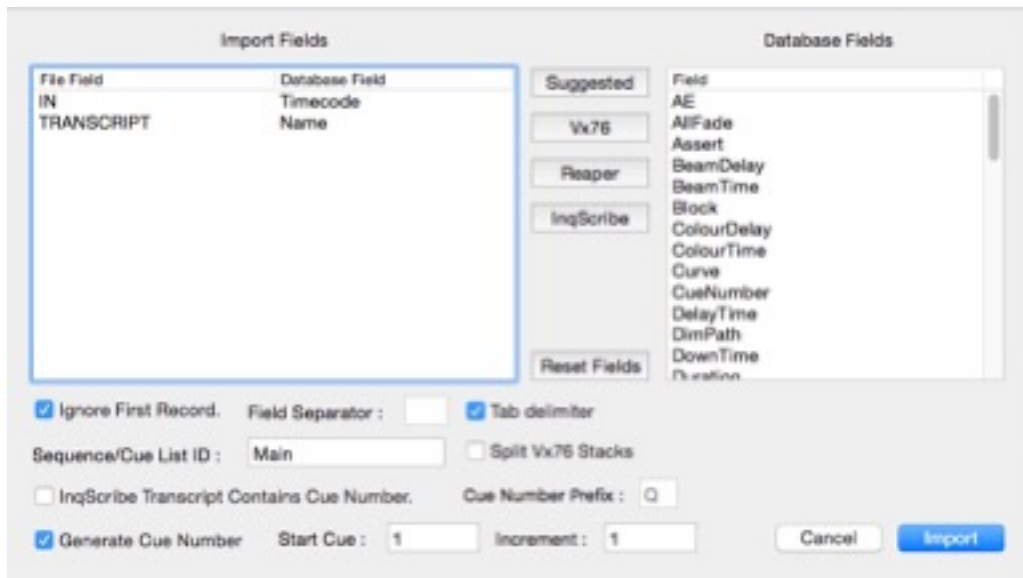 Import Fields
Database Fields
File Field Database Field
IN Timecode
TRANSCRIPT Name
Suggested
Vx76
Reaper
InqScribe
Reset Fields
Field
AE
AllFade
Assert
BeamDelay
BeamTime
Block
ColourDelay
ColourTime
Curve
CueNumber
DelayTime
DimPath
DownTime
Duration
Ignore First Record. Field Separator : Tab delimiter
Sequence/Cue List ID : Main Split Vx76 Stacks
InqScribe Transcript Contains Cue Number. Cue Number Prefix : Q
Generate Cue Number Start Cue : 1 Increment : 1 Cancel Import